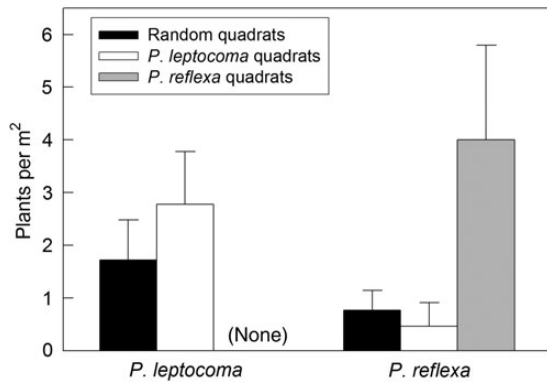 6
5
4
3
2
1
0
Plants per m²
Random quadrats
P. leptocoma quadrats
P. reflexa quadrats
(None)
P. leptocoma
P. reflexa